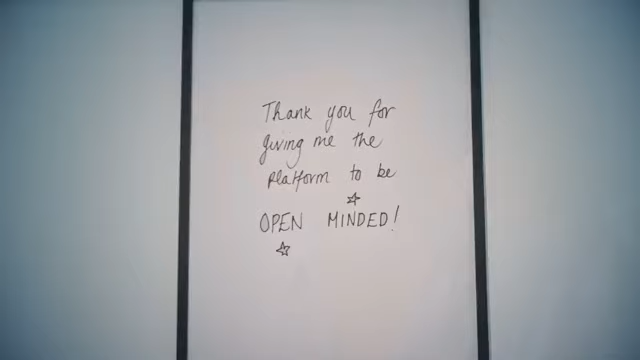 Thank you for
giving me the
platform to be
OPEN MINDED!